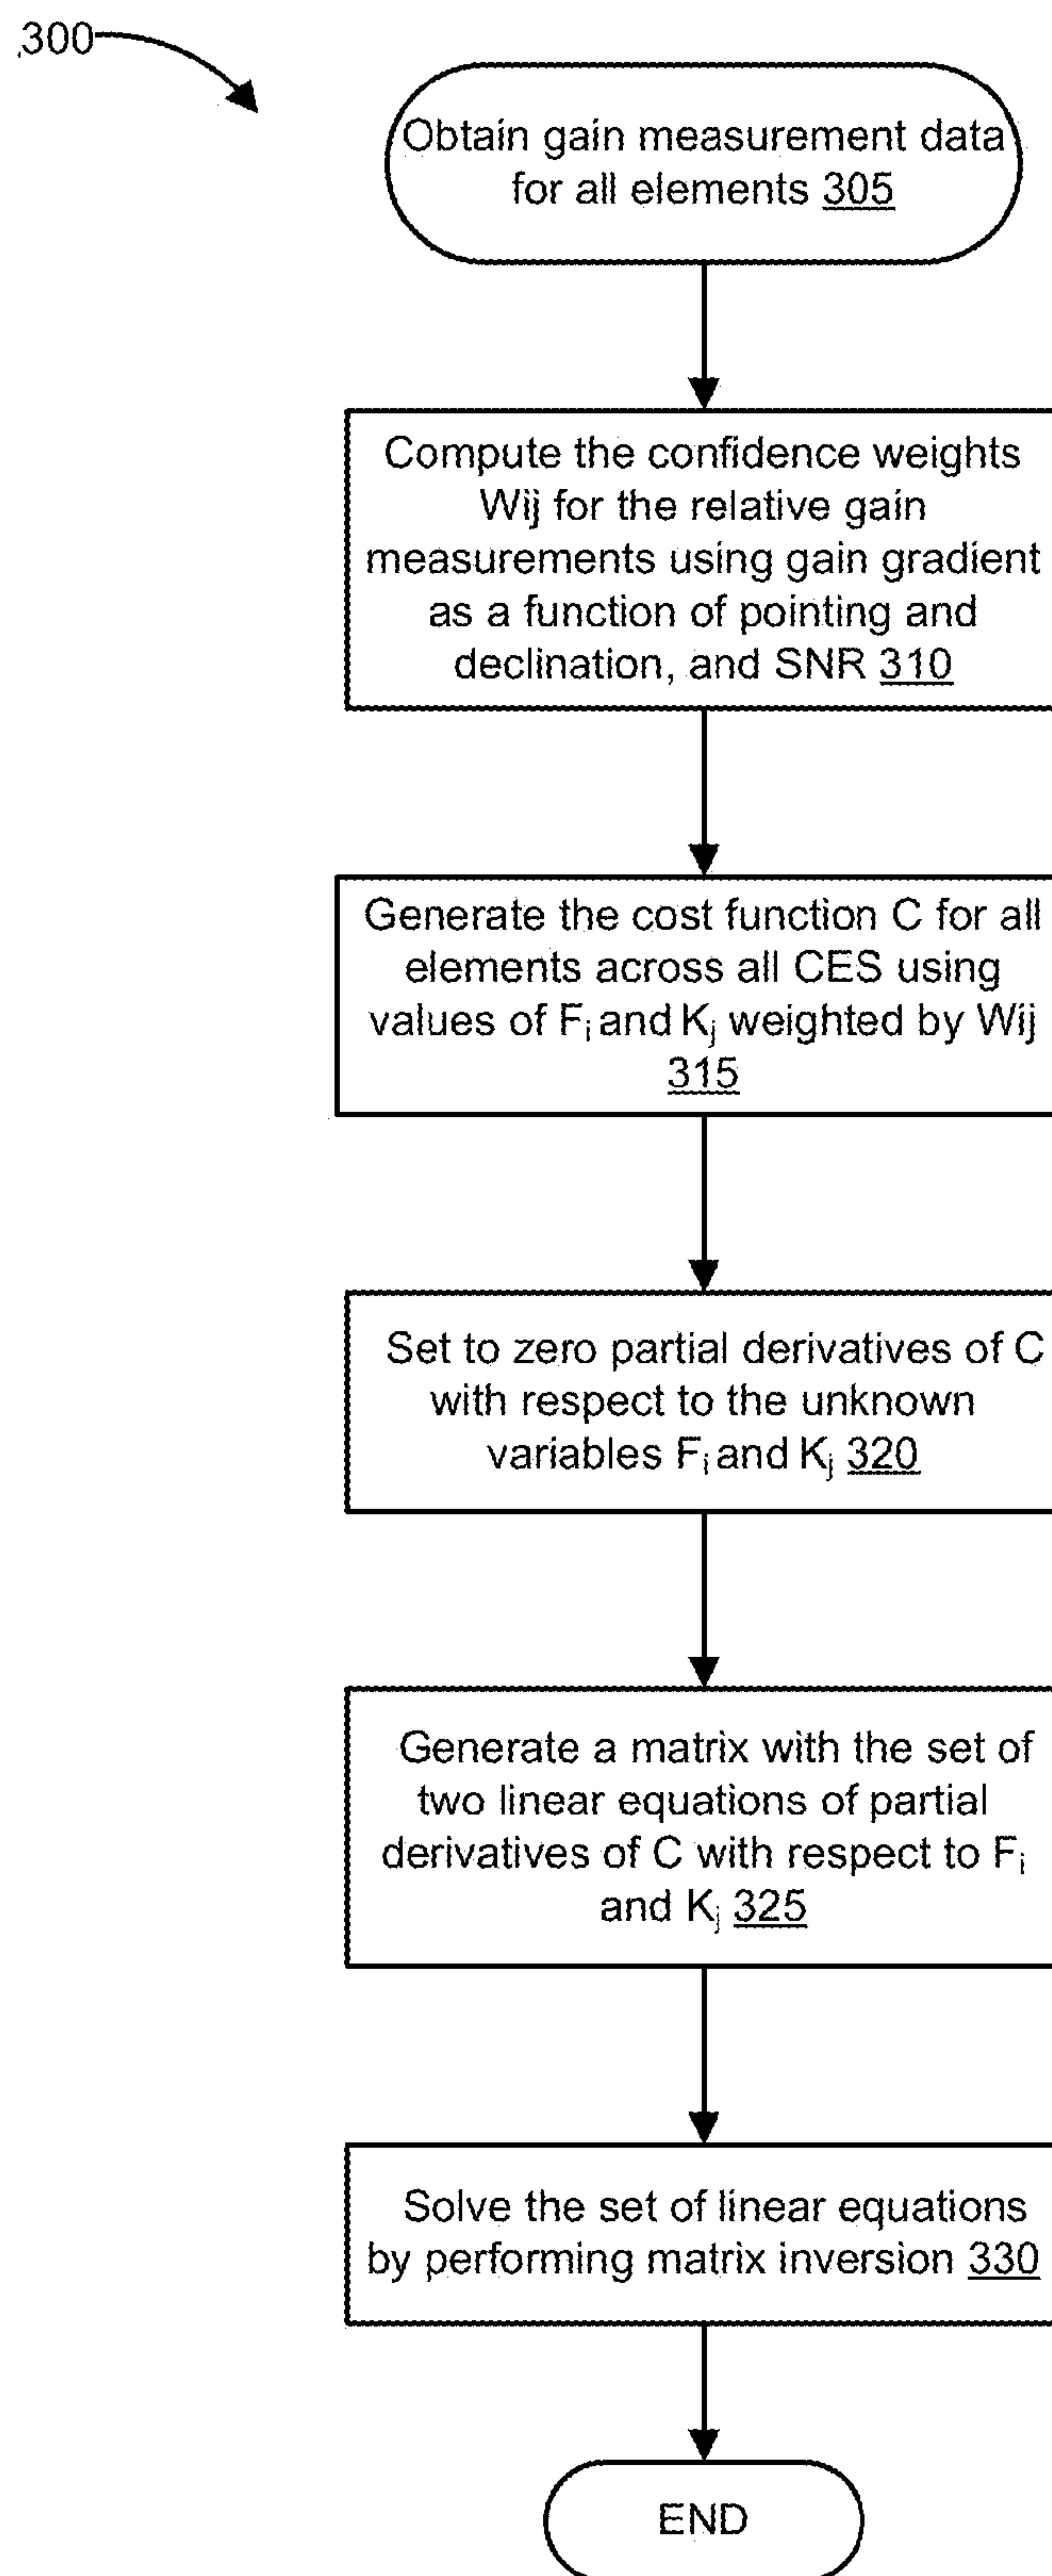 300
Obtain gain measurement data
for all elements 305
Compute the confidence weights
Wij for the relative gain
measurements using gain gradient
as a function of pointing and
declination, and SNR 310
Generate the cost function C for all
elements across all CES using
values of Fi and Kj weighted by Wij
315
Set to zero partial derivatives of C
with respect to the unknown
variables Fi and Kj 320
Generate a matrix with the set of
two linear equations of partial
derivatives of C with respect to Fi
and Kj 325
Solve the set of linear equations
by performing matrix inversion 330
END